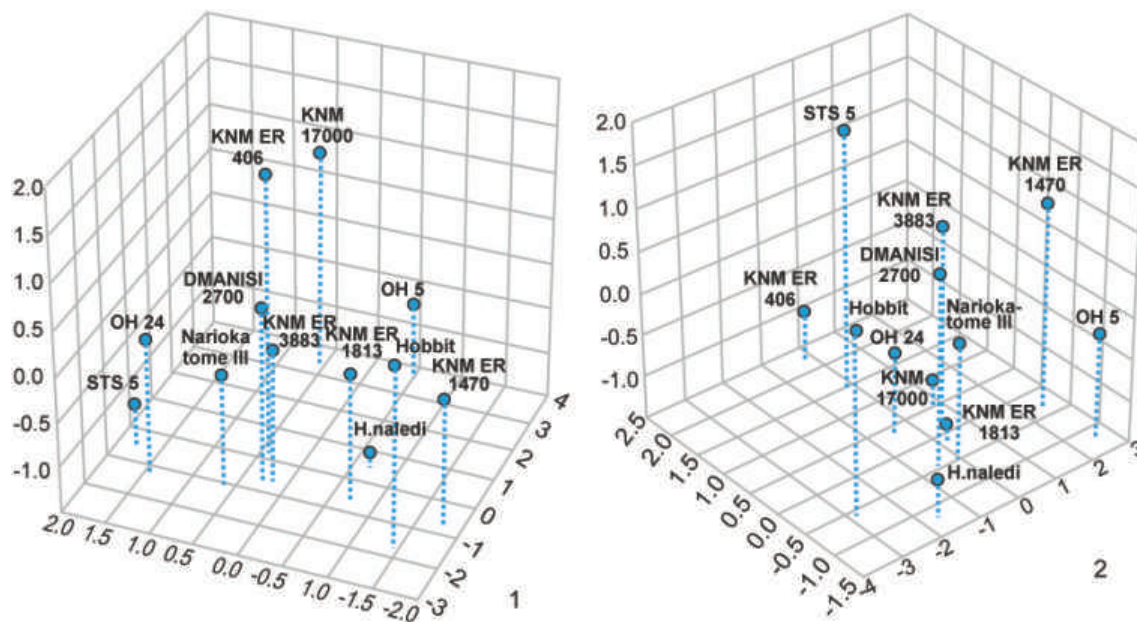 KNM
17000
KNM ER
406
2.0
1.5
1.0
0.5
0.0
-0.5
-1.0
DMANISI
2700
OH 5
OH 24
Narioka
tome III
KNM ER
3883
KNM ER
1813
Hobbit
KNM ER
1470
STS 5
H.naledi
2.0 1.5 1.0 0.5 0.0 -0.5 1.0 -1.5 -2.0
4
3
2
1
0
-1
-2
-3
1
STS 5
2.0
1.5
1.0
0.5
0.0
-0.5
-1.0
KNM ER
1470
KNM ER
3883
DMANISI
2700
KNM ER
406
Hobbit
Narioka-
tome III
OH 5
OH 24
KNM
17000
KNM ER
1813
H.naledi
2.5 2.0 1.5 1.0 0.5 0.0 -0.5 -1.0 -1.5
-4 -3 -2 -1 0 1 2 3
2